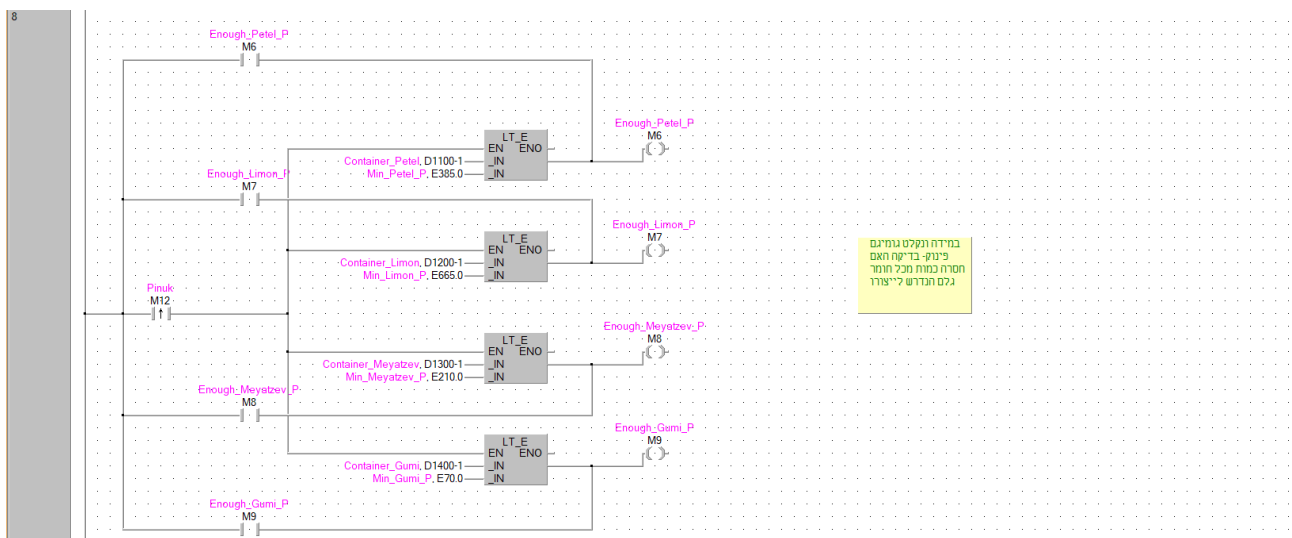 8
Enough_Petel_P
M6
Enough_Petel_P
M6
LT_E
EN ENO
Container_Petel, D1100-1 _IN
Min_Petel_P, E385.0 _IN
Enough_Limon_P
M7
Enough_Limon_P
M7
LT_E
EN ENO
Container_Limon, D1200-1 _IN
Min_Limon_P, E665.0 _IN
במידה ונקלט גומיגם
פינוק- בדיקה האם
חסרה כמות מכל חומר
גלם הנדרש לייצורו
Pinuk
M12
Enough_Meyatzev_P
M8
LT_E
EN ENO
Container_Meyatzev, D1300-1 _IN
Min_Meyatzev_P, E210.0 _IN
Enough_Meyatzev_P
M8
Enough_Gumi_P
M9
LT_E
EN ENO
Container_Gumi, D1400-1 _IN
Min_Gumi_P, E70.0 _IN
Enough_Gumi_P
M9